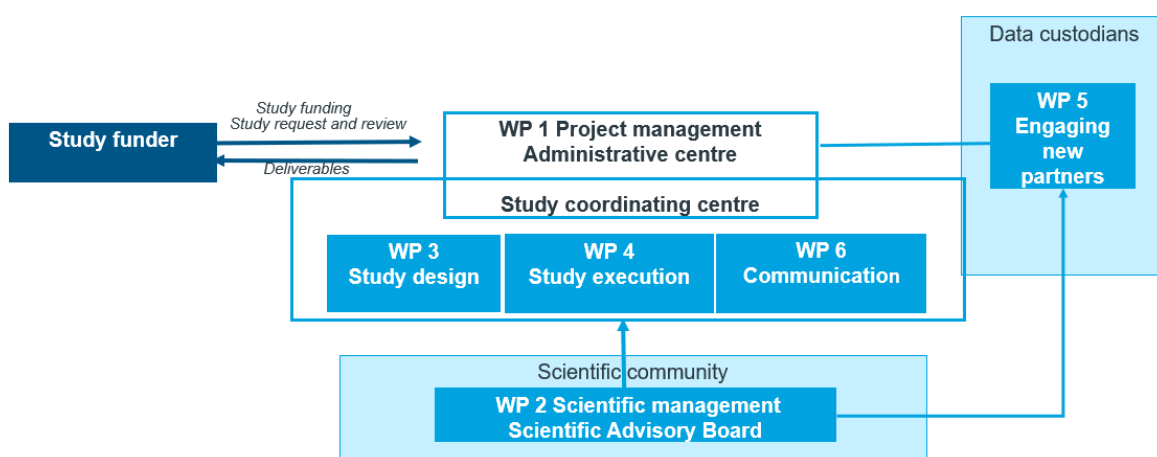 Data custodians
Study funding
Study request and review
Study funder
Deliverables
WP 1 Project management
Administrative centre
Study coordinating centre
WP 5
Engaging
new
partners
WP 3
Study design
WP 4
Study execution
WP 6
Communication
Scientific community
WP 2 Scientific management
Scientific Advisory Board